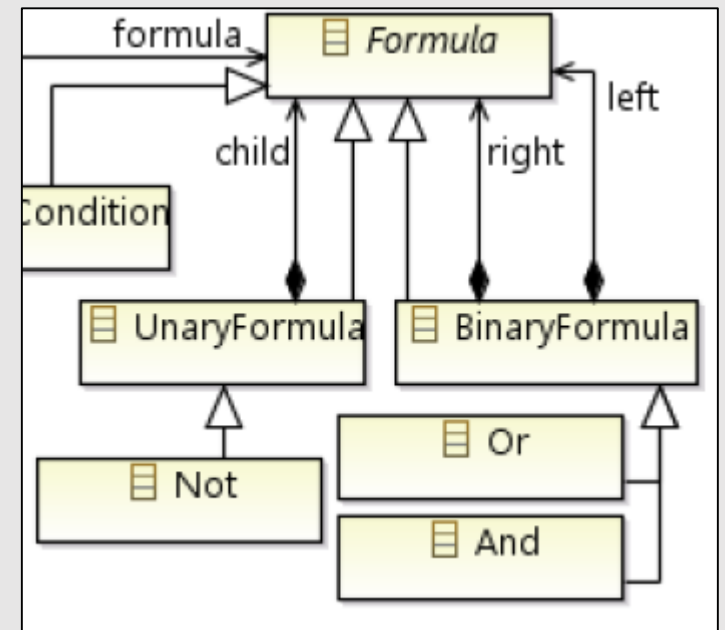 formula
Formula
left
child
right
Condition
UnaryFormula
BinaryFormula
Or
Not
And